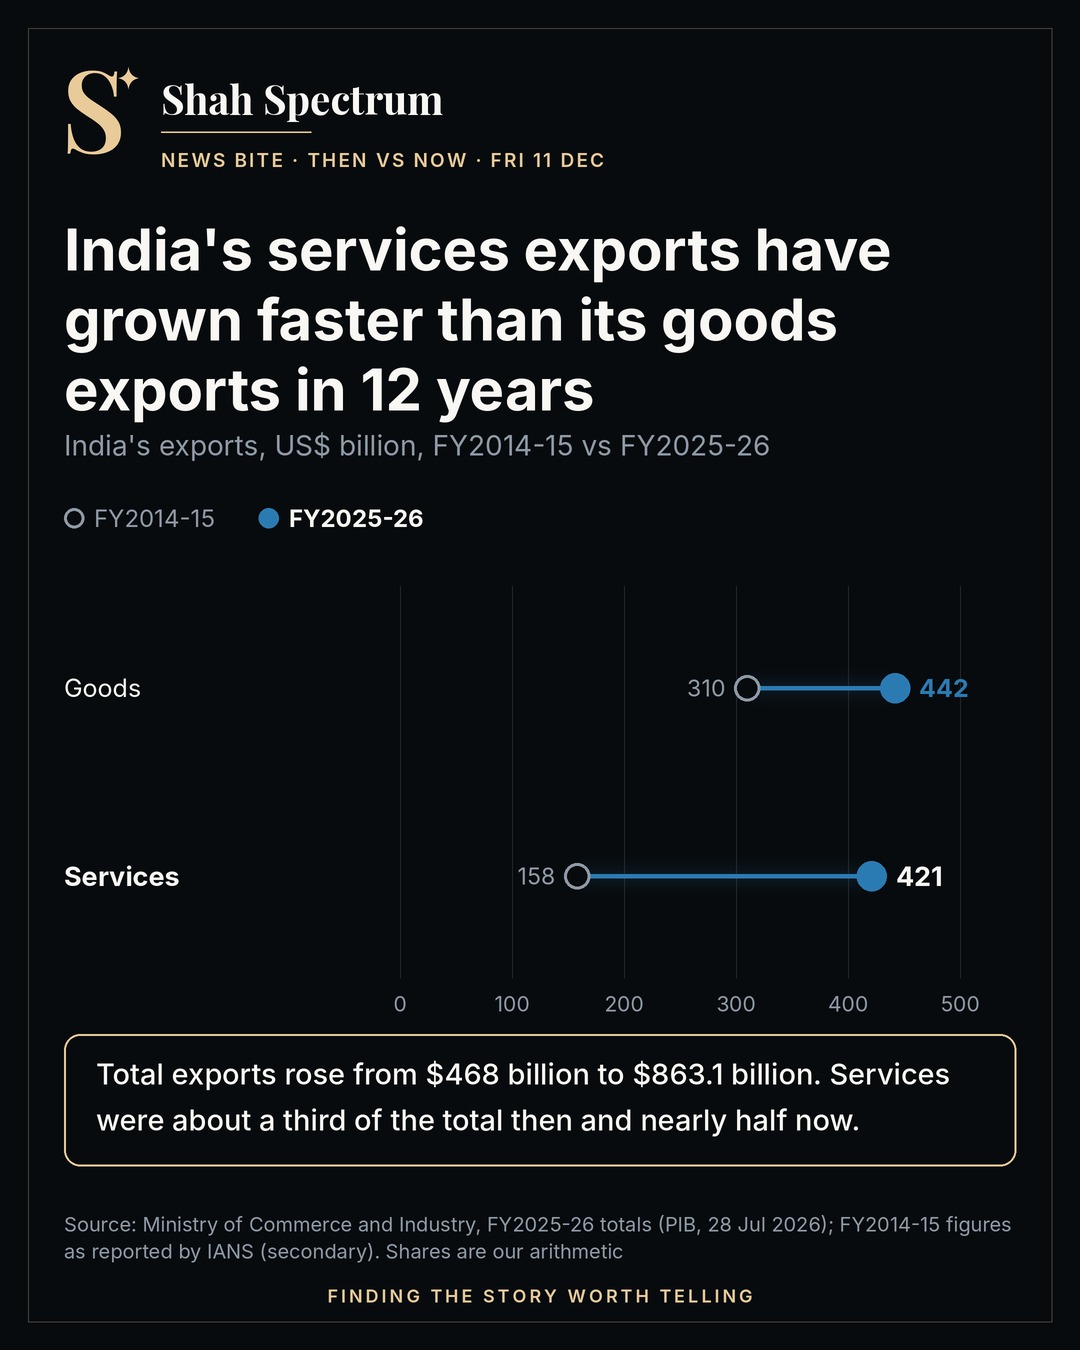 S
Shah Spectrum
NEWS BITE · THEN VS NOW · FRI 11 DEC
India's services exports have
grown faster than its goods
exports in 12 years
India's exports, US$ billion, FY2014-15 vs FY2025-26
FY2014-15 FY2025-26
Goods 310 442
Services 158 421
0 100 200 300 400 500
Total exports rose from $468 billion to $863.1 billion. Services
were about a third of the total then and nearly half now.
Source: Ministry of Commerce and Industry, FY2025-26 totals (PIB, 28 Jul 2026); FY2014-15 figures
as reported by IANS (secondary). Shares are our arithmetic
FINDING THE STORY WORTH TELLING